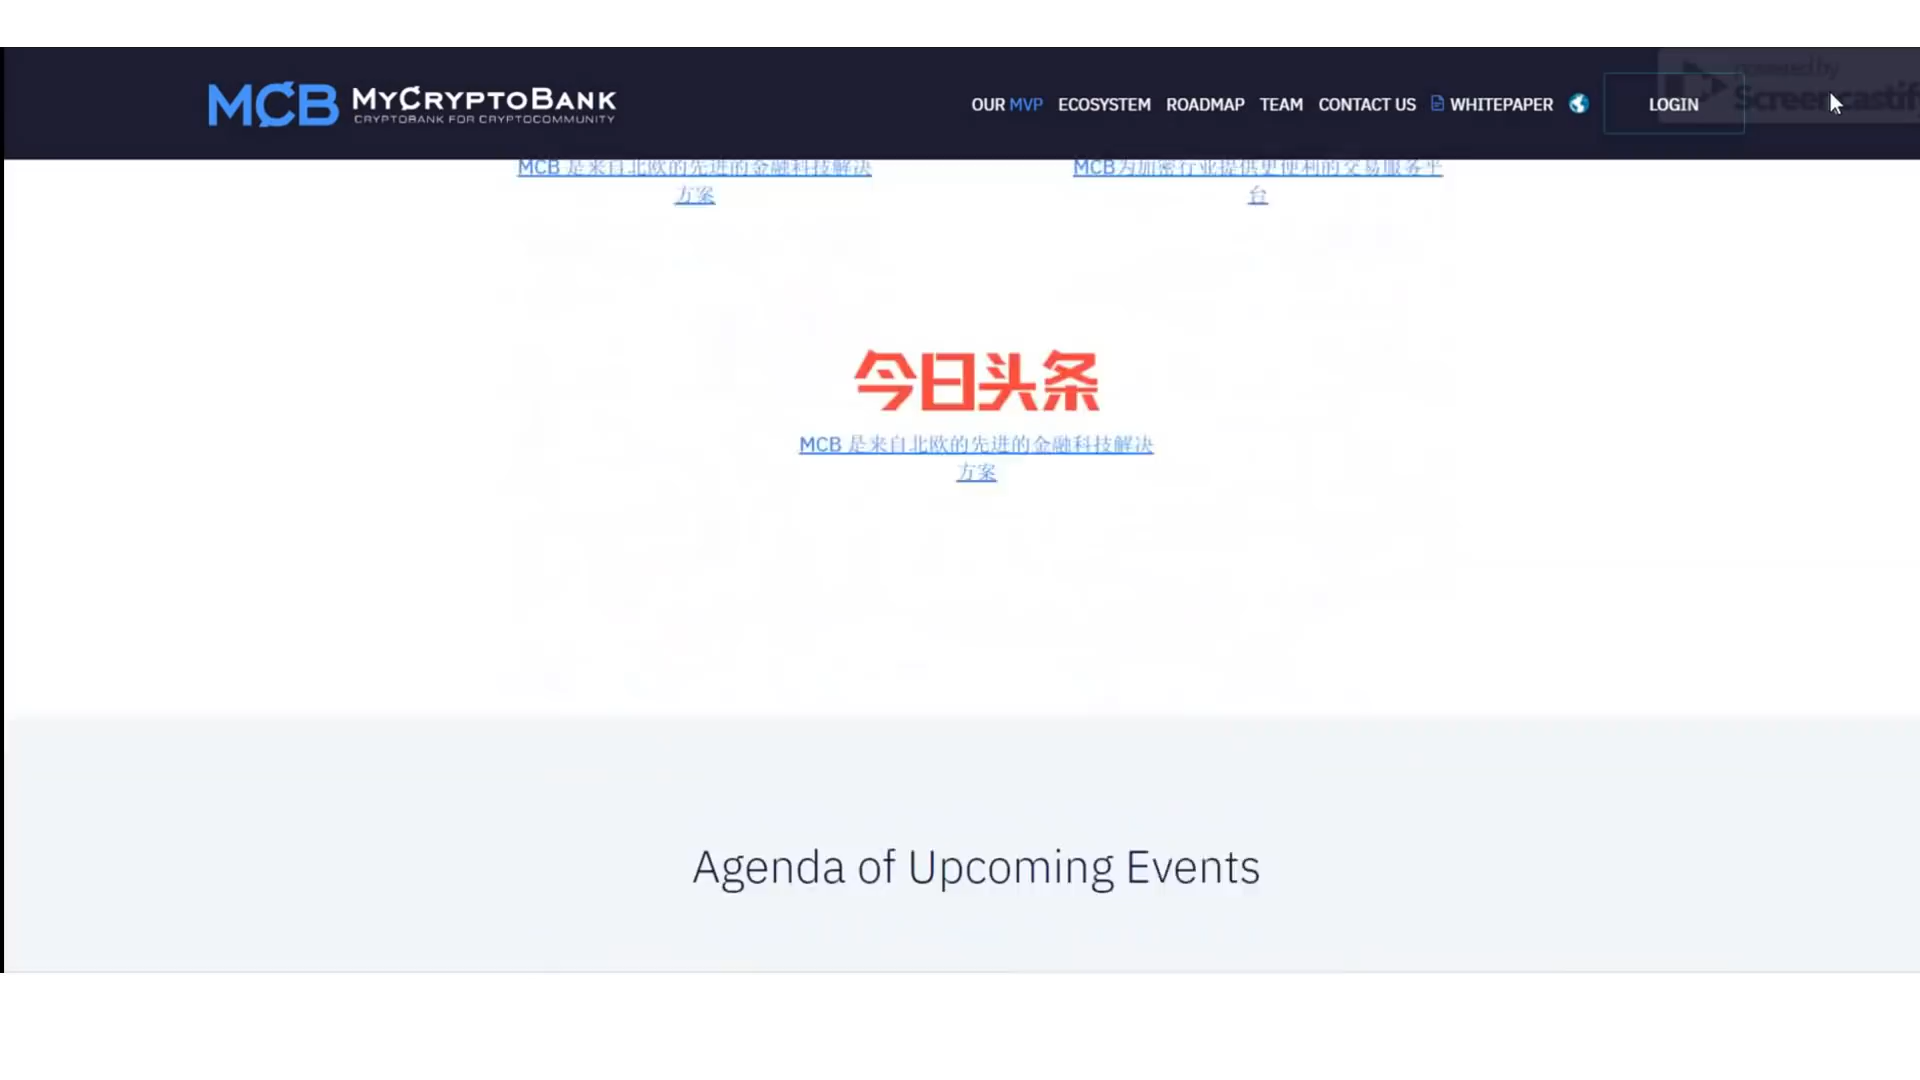 MCB MYCRYPTOBANK
CRYPTOBANK FOR CRYPTOCOMMUNITY
OUR MVP ECOSYSTEM ROADMAP TEAM CONTACT US WHITEPAPER LOGIN
powered by
Screencastify
MCB 是来自北欧的先进的金融科技解决
方案
MCB为加密行业提供更便利的交易服务平
台
今日头条
MCB 是来自北欧的先进的金融科技解决
方案
Agenda of Upcoming Events